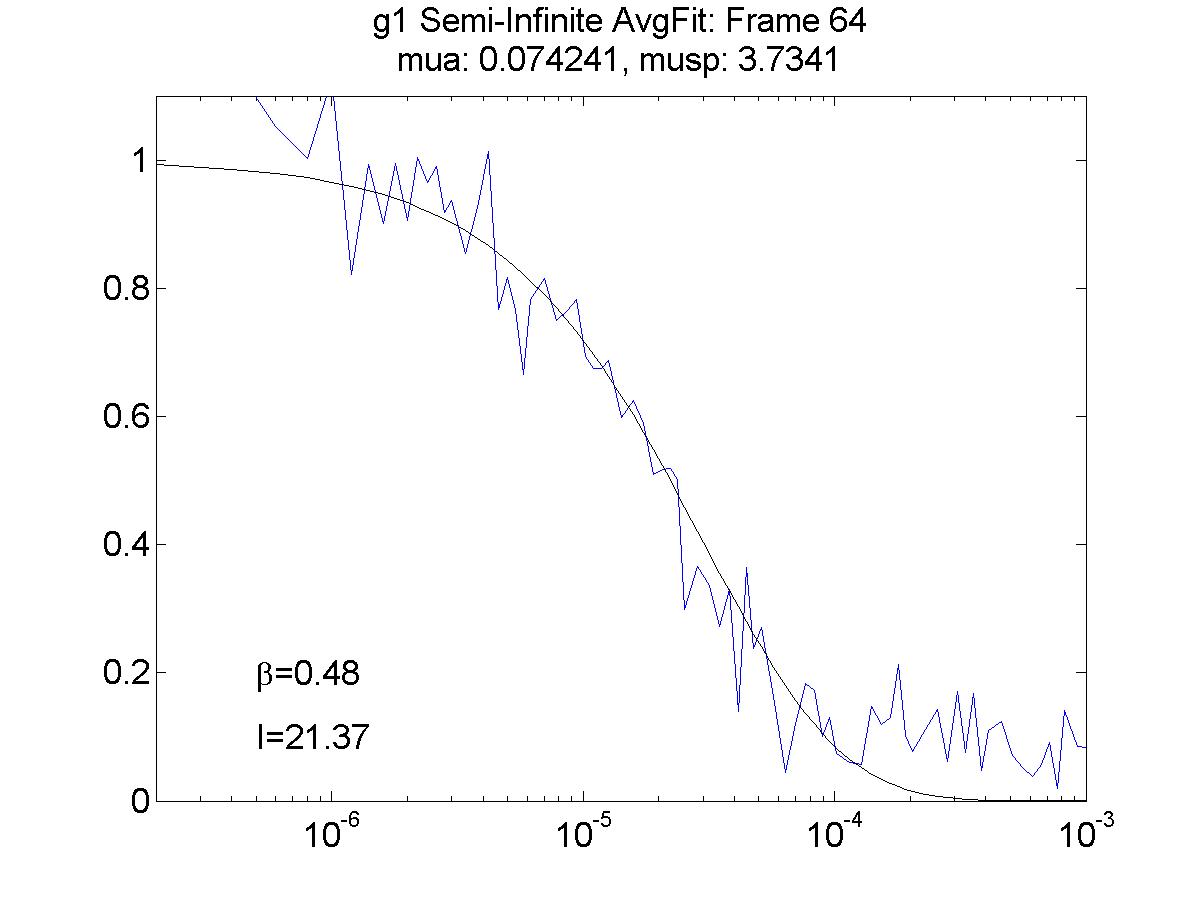 g1 Semi-Infinite AvgFit: Frame 64
mua: 0.074241, musp: 3.7341
1
0.8
0.6
0.4
0.2
0
β=0.48
I=21.37
10^-6
10^-5
10^-4
10^-3